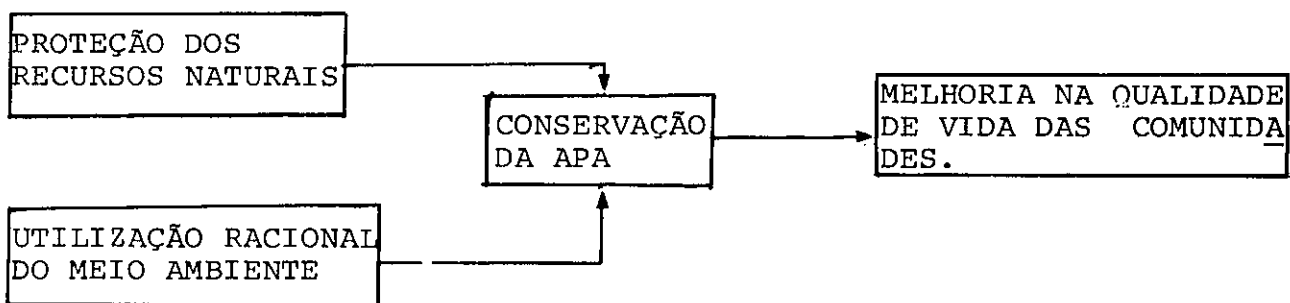 PROTEÇÃO DOS
RECURSOS NATURAIS
CONSERVAÇÃO
DA APA
MELHORIA NA QUALIDADE
DE VIDA DAS COMUNIDA
DES.
UTILIZAÇÃO RACIONAL
DO MEIO AMBIENTE